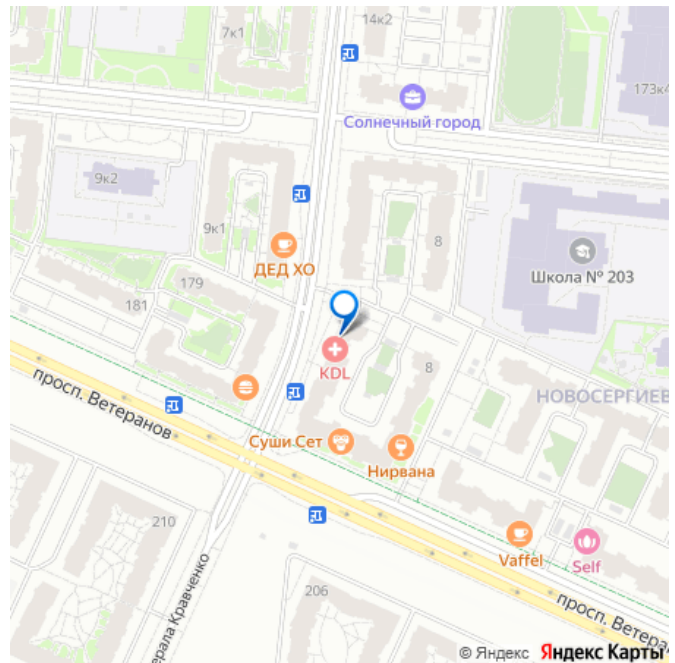 14к2
7к1
173к4
Солнечный город
9к2
9к1
8
Школа № 203
ДЕД ХО
179
181
KDL
8
просп. Ветеранов
НОВОСЕРГИЕВ
Суши Сет
Нирвана
210
Vaffel
Self
ерала Кравченко
206
просп. Ветера
© Яндекс Яндекс Карты